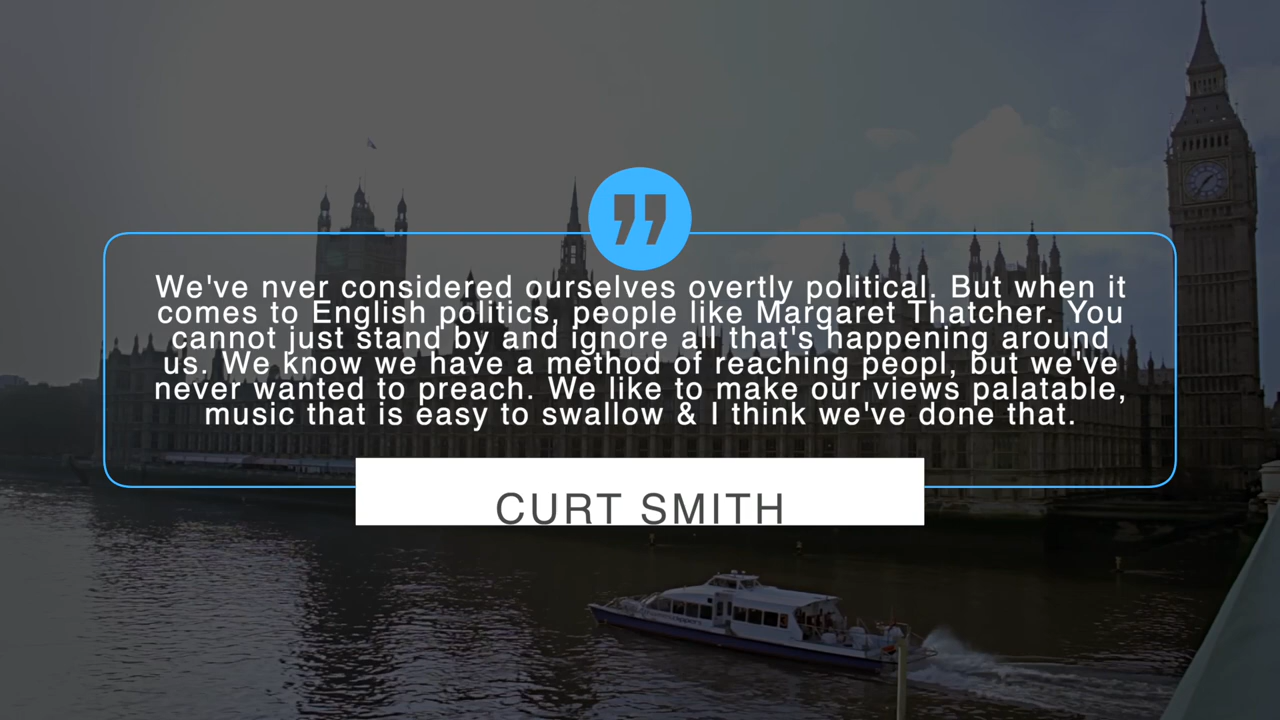 We've nver considered ourselves overtly political. But when it
comes to English politics, people like Margaret Thatcher. You
cannot just stand by and ignore all that's happening around
us. We know we have a method of reaching peopl, but we've
never wanted to preach. We like to make our views palatable,
music that is easy to swallow & I think we've done that.
CURT SMITH